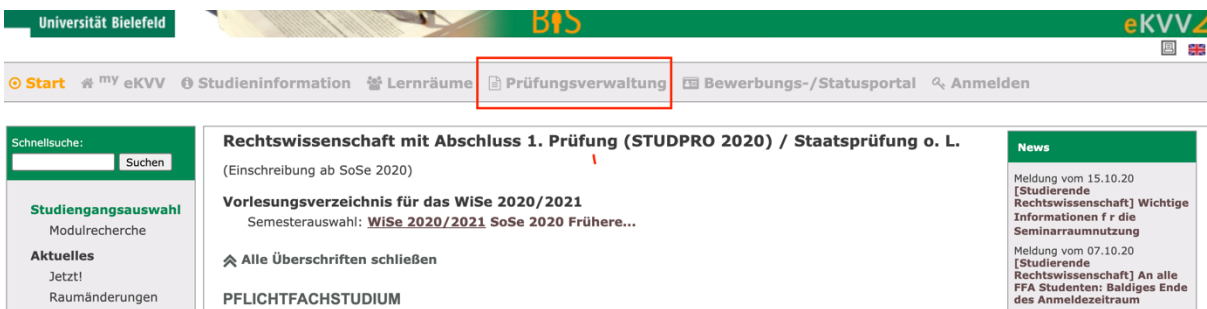 Universität Bielefeld
BIS
eKVV
Start my eKVV Studieninformation Lernräume Prüfungsverwaltung Bewerbungs-/Statusportal Anmelden
Schnellsuche:
Suchen
Studiengangsauswahl
Modulrecherche
Aktuelles
Jetzt!
Raumänderungen
Rechtswissenschaft mit Abschluss 1. Prüfung (STUDPRO 2020) / Staatsprüfung o. L.
(Einschreibung ab SoSe 2020)
Vorlesungsverzeichnis für das WiSe 2020/2021
Semesterauswahl: WiSe 2020/2021 SoSe 2020 Frühere...
Alle Überschriften schließen
PFLICHTFACHSTUDIUM
News
Meldung vom 15.10.20
[Studierende
Rechtswissenschaft] Wichtige
Informationen f r die
Seminarraumnutzung
Meldung vom 07.10.20
[Studierende
Rechtswissenschaft] An alle
FFA Studenten: Baldiges Ende
des Anmeldezeitraum